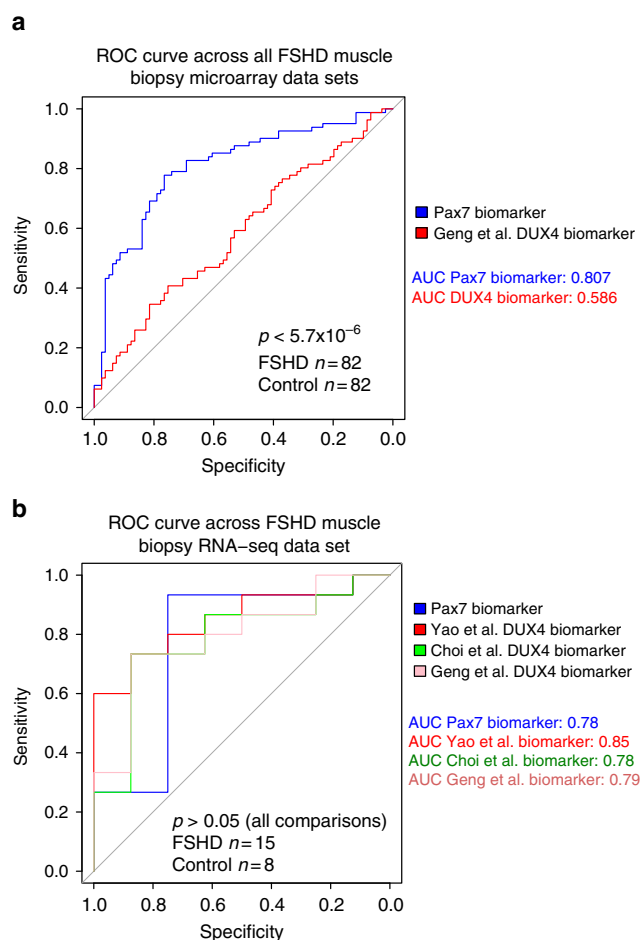 a
ROC curve across all FSHD muscle
biopsy microarray data sets
1.0
0.8
0.6
0.4
0.2
0.0
Sensitivity
1.0 0.8 0.6 0.4 0.2 0.0
Specificity
p < 5.7x10⁻⁶
FSHD n=82
Control n=82
Pax7 biomarker
Geng et al. DUX4 biomarker
AUC Pax7 biomarker: 0.807
AUC DUX4 biomarker: 0.586
b
ROC curve across FSHD muscle
biopsy RNA−seq data set
1.0
0.8
0.6
0.4
0.2
0.0
Sensitivity
1.0 0.8 0.6 0.4 0.2 0.0
Specificity
p > 0.05 (all comparisons)
FSHD n=15
Control n=8
Pax7 biomarker
Yao et al. DUX4 biomarker
Choi et al. DUX4 biomarker
Geng et al. DUX4 biomarker
AUC Pax7 biomarker: 0.78
AUC Yao et al. biomarker: 0.85
AUC Choi et al. biomarker: 0.78
AUC Geng et al. biomarker: 0.79